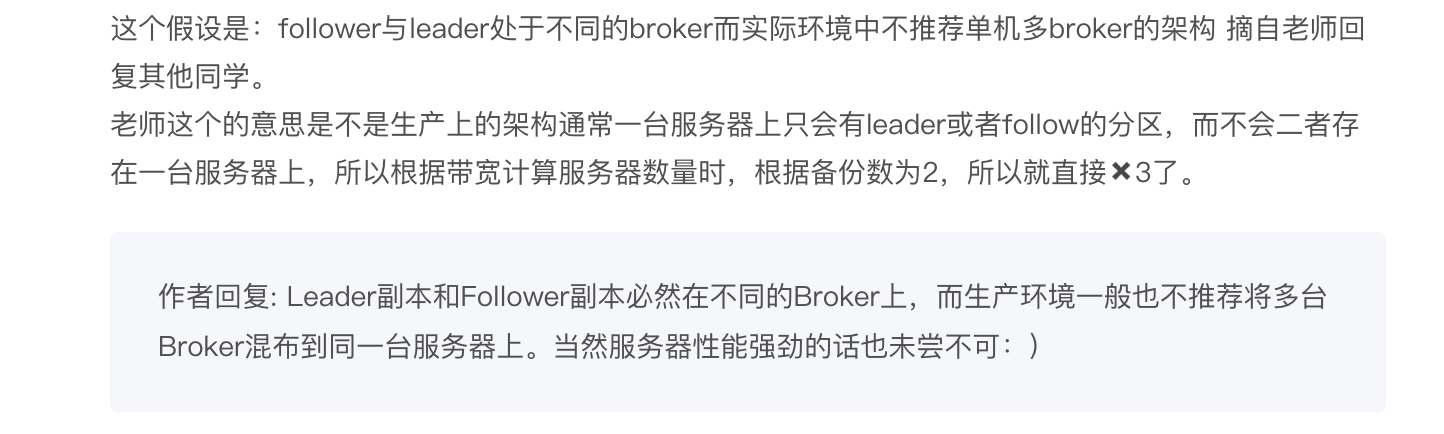 这个假设是：follower与leader处于不同的broker而实际环境中不推荐单机多broker的架构 摘自老师回
复其他同学。
老师这个的意思是不是生产上的架构通常一台服务器上只会有leader或者follow的分区，而不会二者存
在一台服务器上，所以根据带宽计算服务器数量时，根据备份数为2，所以就直接✖️3了。
作者回复: Leader副本和Follower副本必然在不同的Broker上，而生产环境一般也不推荐将多台
Broker混布到同一台服务器上。当然服务器性能强劲的话也未尝不可：）